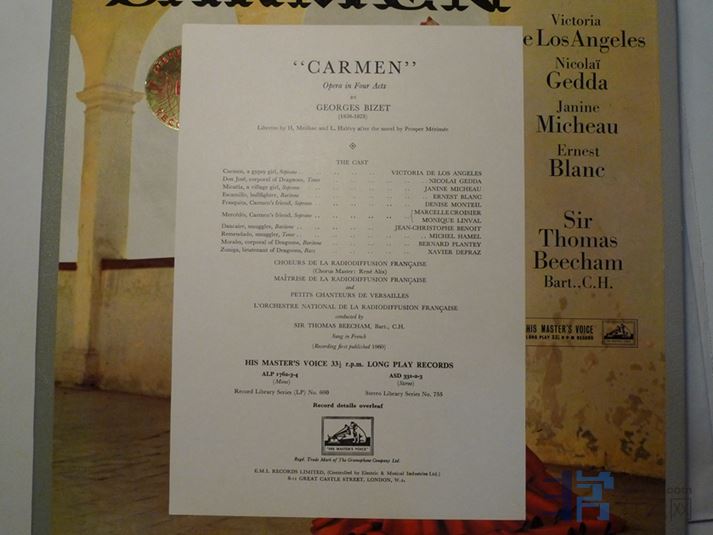 CARMEN
"CARMEN"
Opera in Four Acts
BY
GEORGES BIZET
(1838-1875)
Libretto by H. Meilhac and L. Halévy after the novel by Prosper Mérimée
THE CAST
Carmen, a gypsy girl, Soprano .. .. .. .. VICTORIA DE LOS ANGELES
Don José, corporal of Dragoons, Tenor .. .. .. .. NICOLAI GEDDA
Micaëla, a village girl, Soprano .. .. .. .. JANINE MICHEAU
Escamillo, bullfighter, Baritone .. .. .. .. ERNEST BLANC
Frasquita, Carmen's friend, Soprano .. .. .. .. DENISE MONTEIL
Mercédès, Carmen's friend, Soprano .. .. .. .. { MARCELLE CROISIER
MONIQUE LINVAL
Dancaire, smuggler, Baritone .. .. .. .. JEAN-CHRISTOPHE BENOIT
Remendado, smuggler, Tenor .. .. .. .. MICHEL HAMEL
Morales, corporal of Dragoons, Baritone .. .. .. BERNARD PLANTEY
Zuniga, lieutenant of Dragoons, Bass .. .. .. XAVIER DEPRAZ
CHOEURS DE LA RADIODIFFUSION FRANÇAISE
(Chorus Master: René Alix)
MAÎTRISE DE LA RADIODIFFUSION FRANÇAISE
and
PETITS CHANTEURS DE VERSAILLES
L'ORCHESTRE NATIONAL DE LA RADIODIFFUSION FRANÇAISE
conducted by
SIR THOMAS BEECHAM, Bart., C.H.
Sung in French
(Recording first published 1960)
HIS MASTER'S VOICE 33⅓ r.p.m. LONG PLAY RECORDS
ALP 1762-3-4 ASD 331-2-3
(Mono) (Stereo)
Record Library Series (LP) No. 600 Stereo Library Series No. 755
Record details overleaf
"HIS MASTER'S VOICE"
Regd. Trade Mark of The Gramophone Company Ltd.
E.M.I. RECORDS LIMITED, (Controlled by Electric & Musical Industries Ltd.)
8-11 GREAT CASTLE STREET, LONDON, W.1.
Victoria
e Los Angeles
Nicolaï
Gedda
Janine
Micheau
Ernest
Blanc
Sir
Thomas
Beecham
Bart., C.H.
HIS MASTER'S VOICE
LONG PLAY 33⅓ R.P.M RECORD